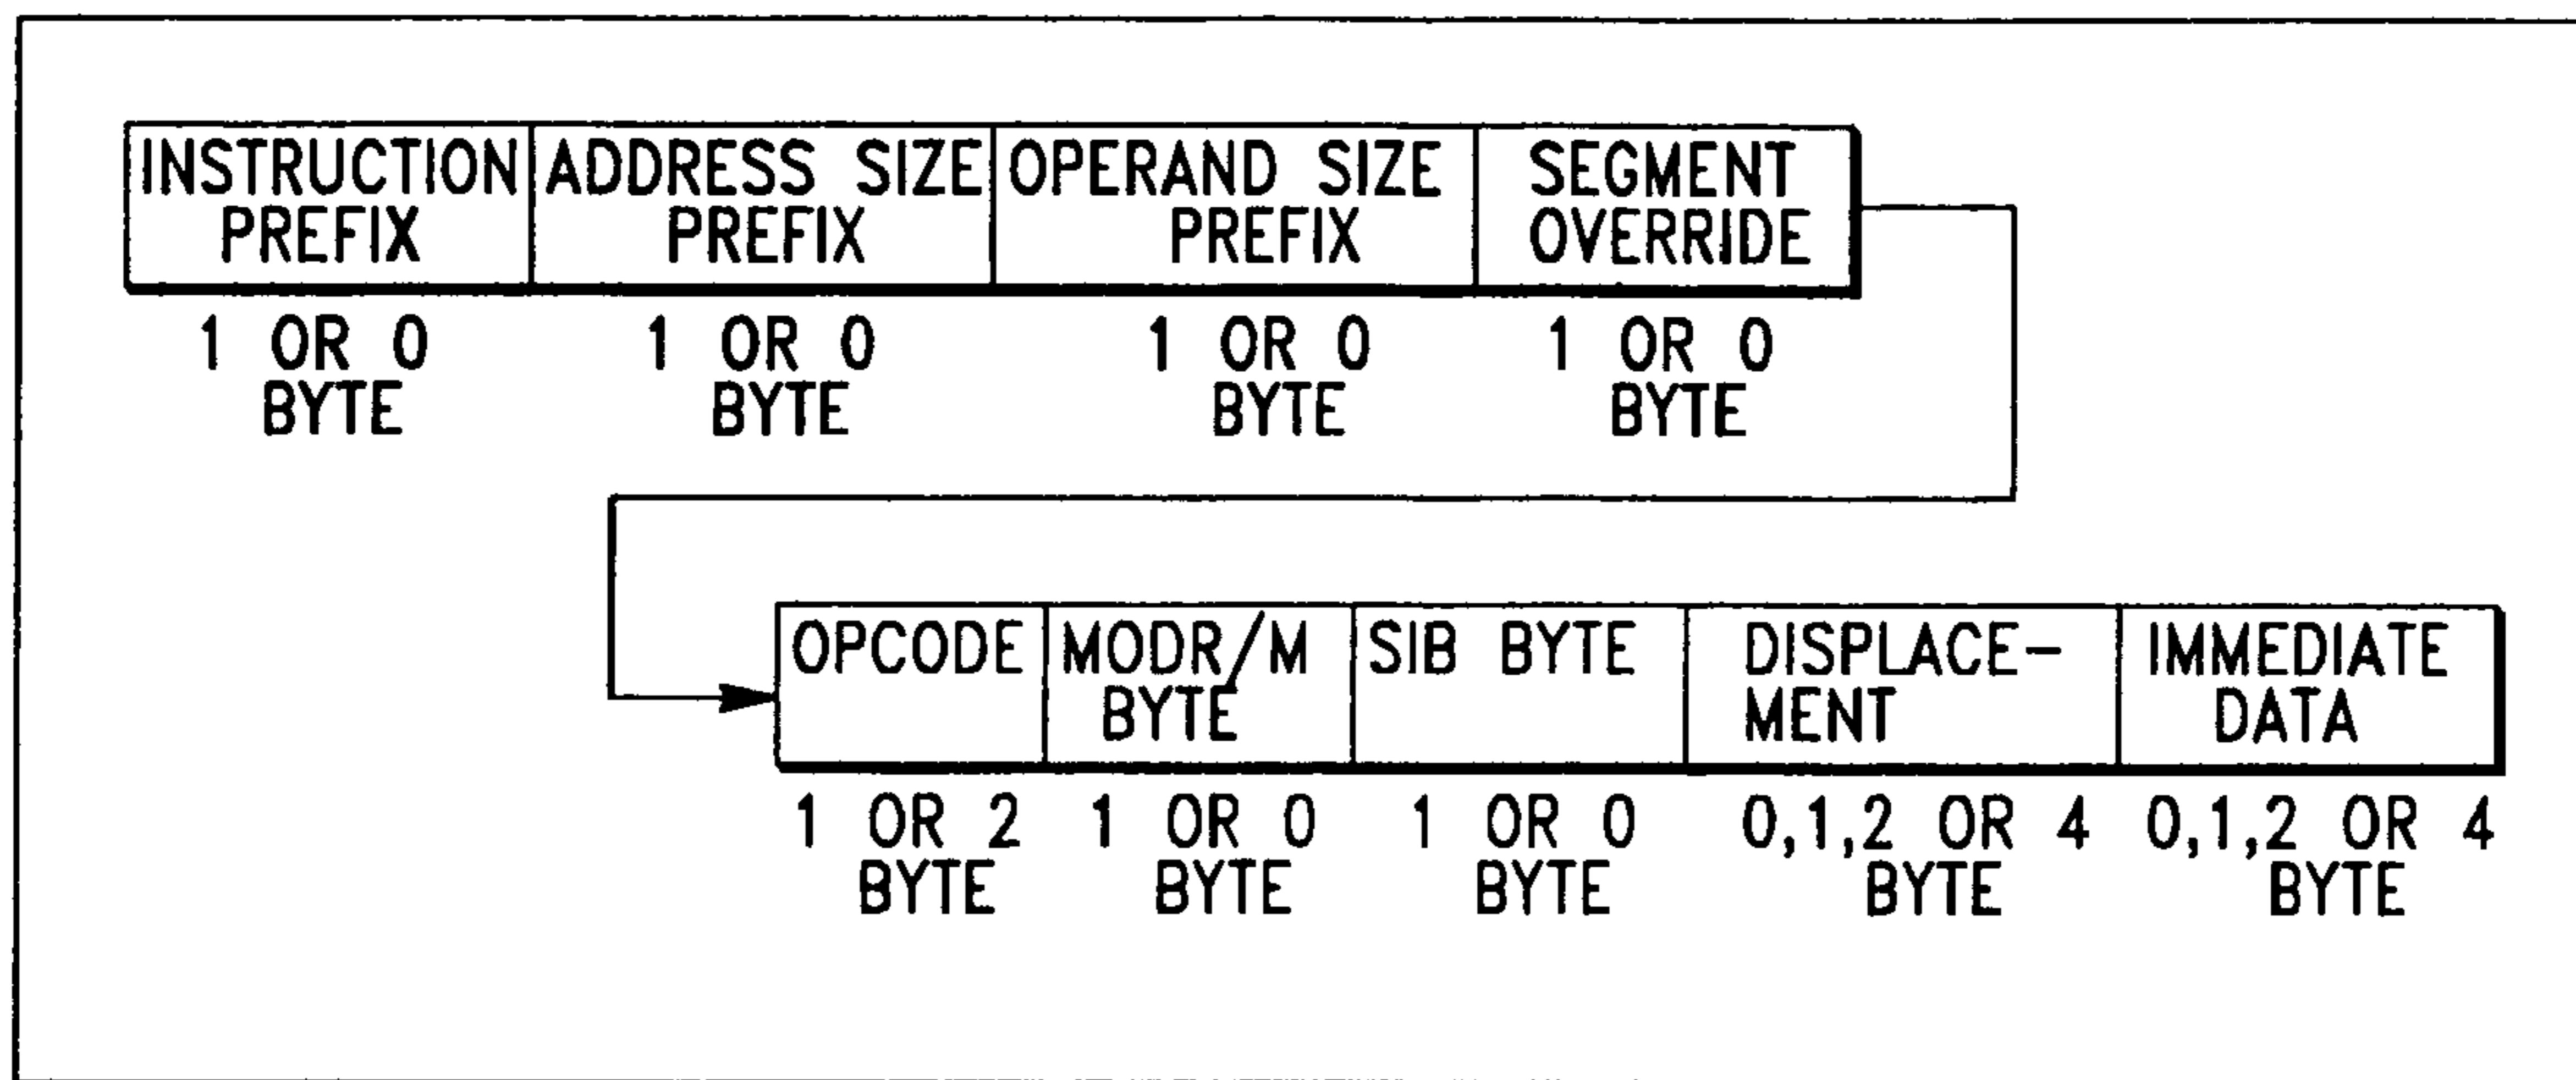 INSTRUCTION PREFIX
ADDRESS SIZE PREFIX
OPERAND SIZE PREFIX
SEGMENT OVERRIDE
1 OR 0 BYTE
1 OR 0 BYTE
1 OR 0 BYTE
1 OR 0 BYTE
OPCODE
MODR/M BYTE
SIB BYTE
DISPLACE-
MENT
IMMEDIATE DATA
1 OR 2 BYTE
1 OR 0 BYTE
1 OR 0 BYTE
0,1,2 OR 4 BYTE
0,1,2 OR 4 BYTE